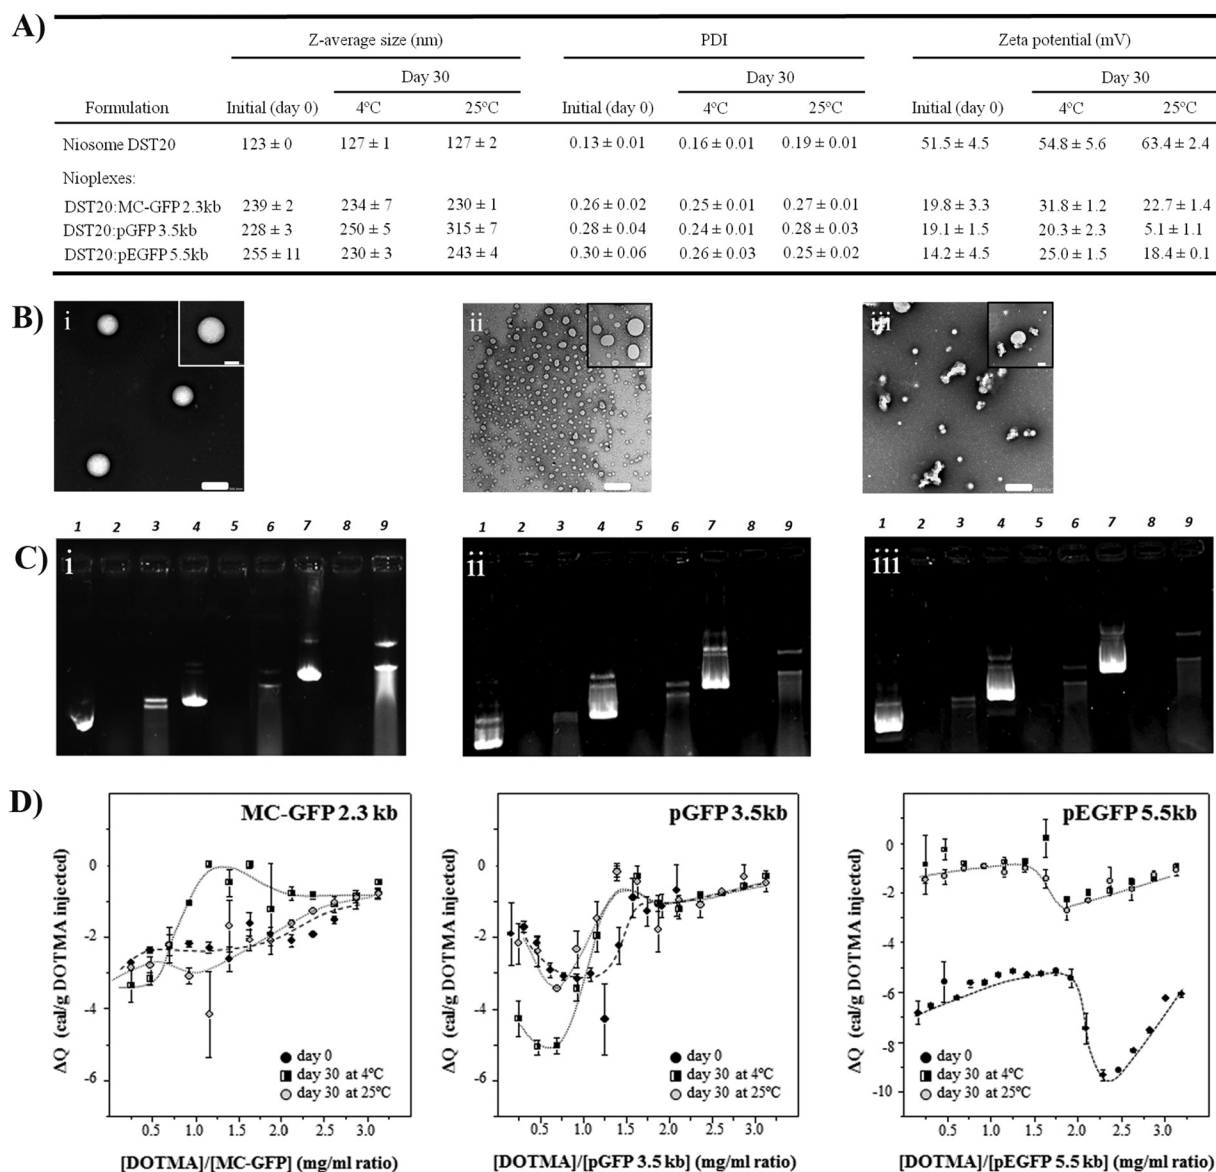 A)
Z-average size (nm) PDI Zeta potential (mV)
Day 30 Day 30 Day 30
Formulation Initial (day 0) 4ºC 25ºC Initial (day 0) 4ºC 25ºC Initial (day 0) 4ºC 25ºC
Niosome DST20 123 ± 0 127 ± 1 127 ± 2 0.13 ± 0.01 0.16 ± 0.01 0.19 ± 0.01 51.5 ± 4.5 54.8 ± 5.6 63.4 ± 2.4
Nioplexes:
DST20:MC-GFP 2.3kb 239 ± 2 234 ± 7 230 ± 1 0.26 ± 0.02 0.25 ± 0.01 0.27 ± 0.01 19.8 ± 3.3 31.8 ± 1.2 22.7 ± 1.4
DST20:pGFP 3.5kb 228 ± 3 250 ± 5 315 ± 7 0.28 ± 0.04 0.24 ± 0.01 0.28 ± 0.03 19.1 ± 1.5 20.3 ± 2.3 5.1 ± 1.1
DST20:pEGFP 5.5kb 255 ± 11 230 ± 3 243 ± 4 0.30 ± 0.06 0.26 ± 0.03 0.25 ± 0.02 14.2 ± 4.5 25.0 ± 1.5 18.4 ± 0.1
B)
i ii iii
1 2 3 4 5 6 7 8 9 1 2 3 4 5 6 7 8 9 1 2 3 4 5 6 7 8 9
C)
i ii iii
D)
MC-GFP 2.3 kb
0
-2
-4
-6
ΔQ (cal/g DOTMA injected)
day 0
day 30 at 4ºC
day 30 at 25ºC
0.5 1.0 1.5 2.0 2.5 3.0
[DOTMA]/[MC-GFP] (mg/ml ratio)
pGFP 3.5kb
0
-2
-4
-6
ΔQ (cal/g DOTMA injected)
day 0
day 30 at 4ºC
day 30 at 25ºC
0.5 1.0 1.5 2.0 2.5 3.0
[DOTMA]/[pGFP 3.5 kb] (mg/ml ratio)
pEGFP 5.5kb
0
-2
-4
-6
-8
-10
ΔQ (cal/g DOTMA injected)
day 0
day 30 at 4ºC
day 30 at 25ºC
0.5 1.0 1.5 2.0 2.5 3.0
[DOTMA]/[pEGFP 5.5 kb] (mg/ml ratio)